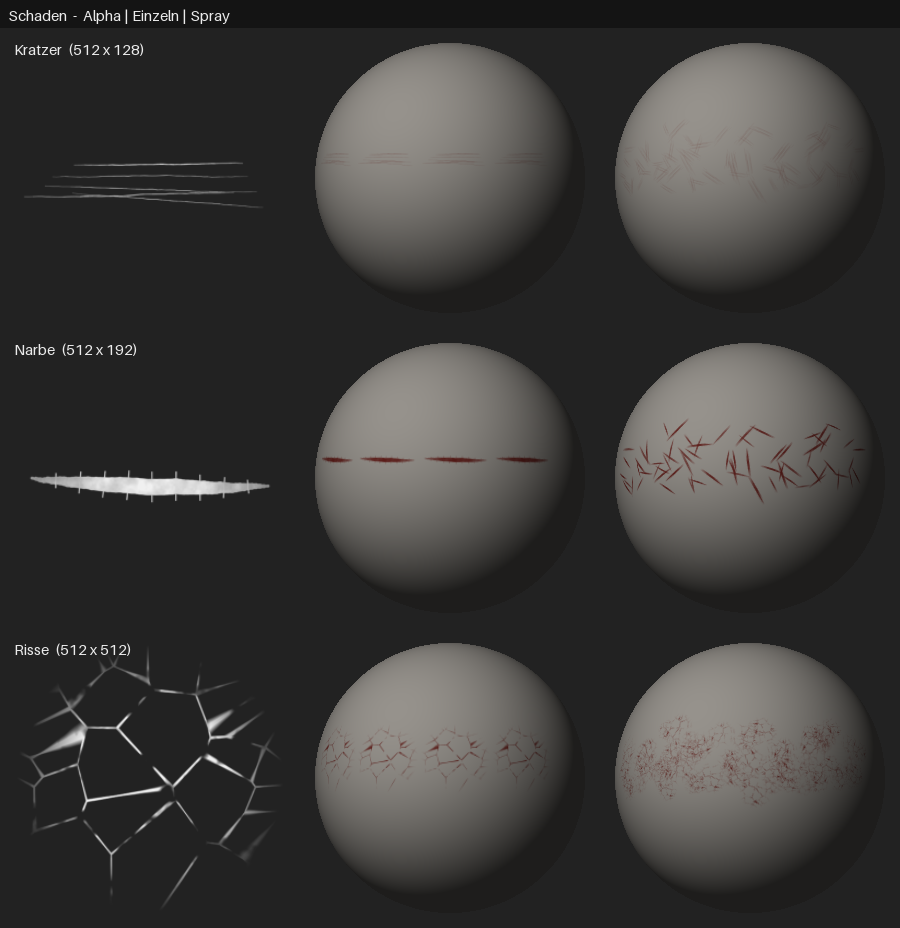 Schaden - Alpha | Einzeln | Spray
Kratzer (512 x 128)
Narbe (512 x 192)
Risse (512 x 512)